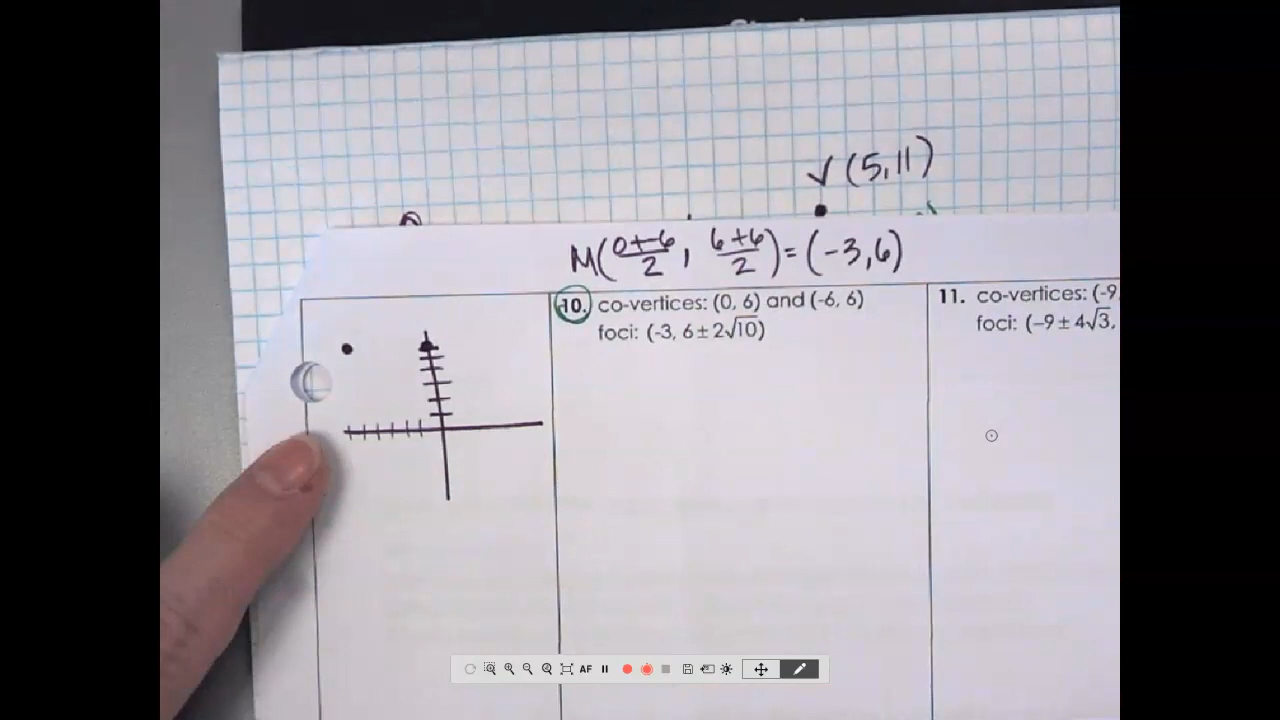 √ (5,11)
M(0+-6/2, 6+6/2) = (-3,6)
10. co-vertices: (0, 6) and (-6, 6)
foci: (-3, 6 ± 2√10)
11. co-vertices: (-9,
foci: (-9 ± 4√3,
AF